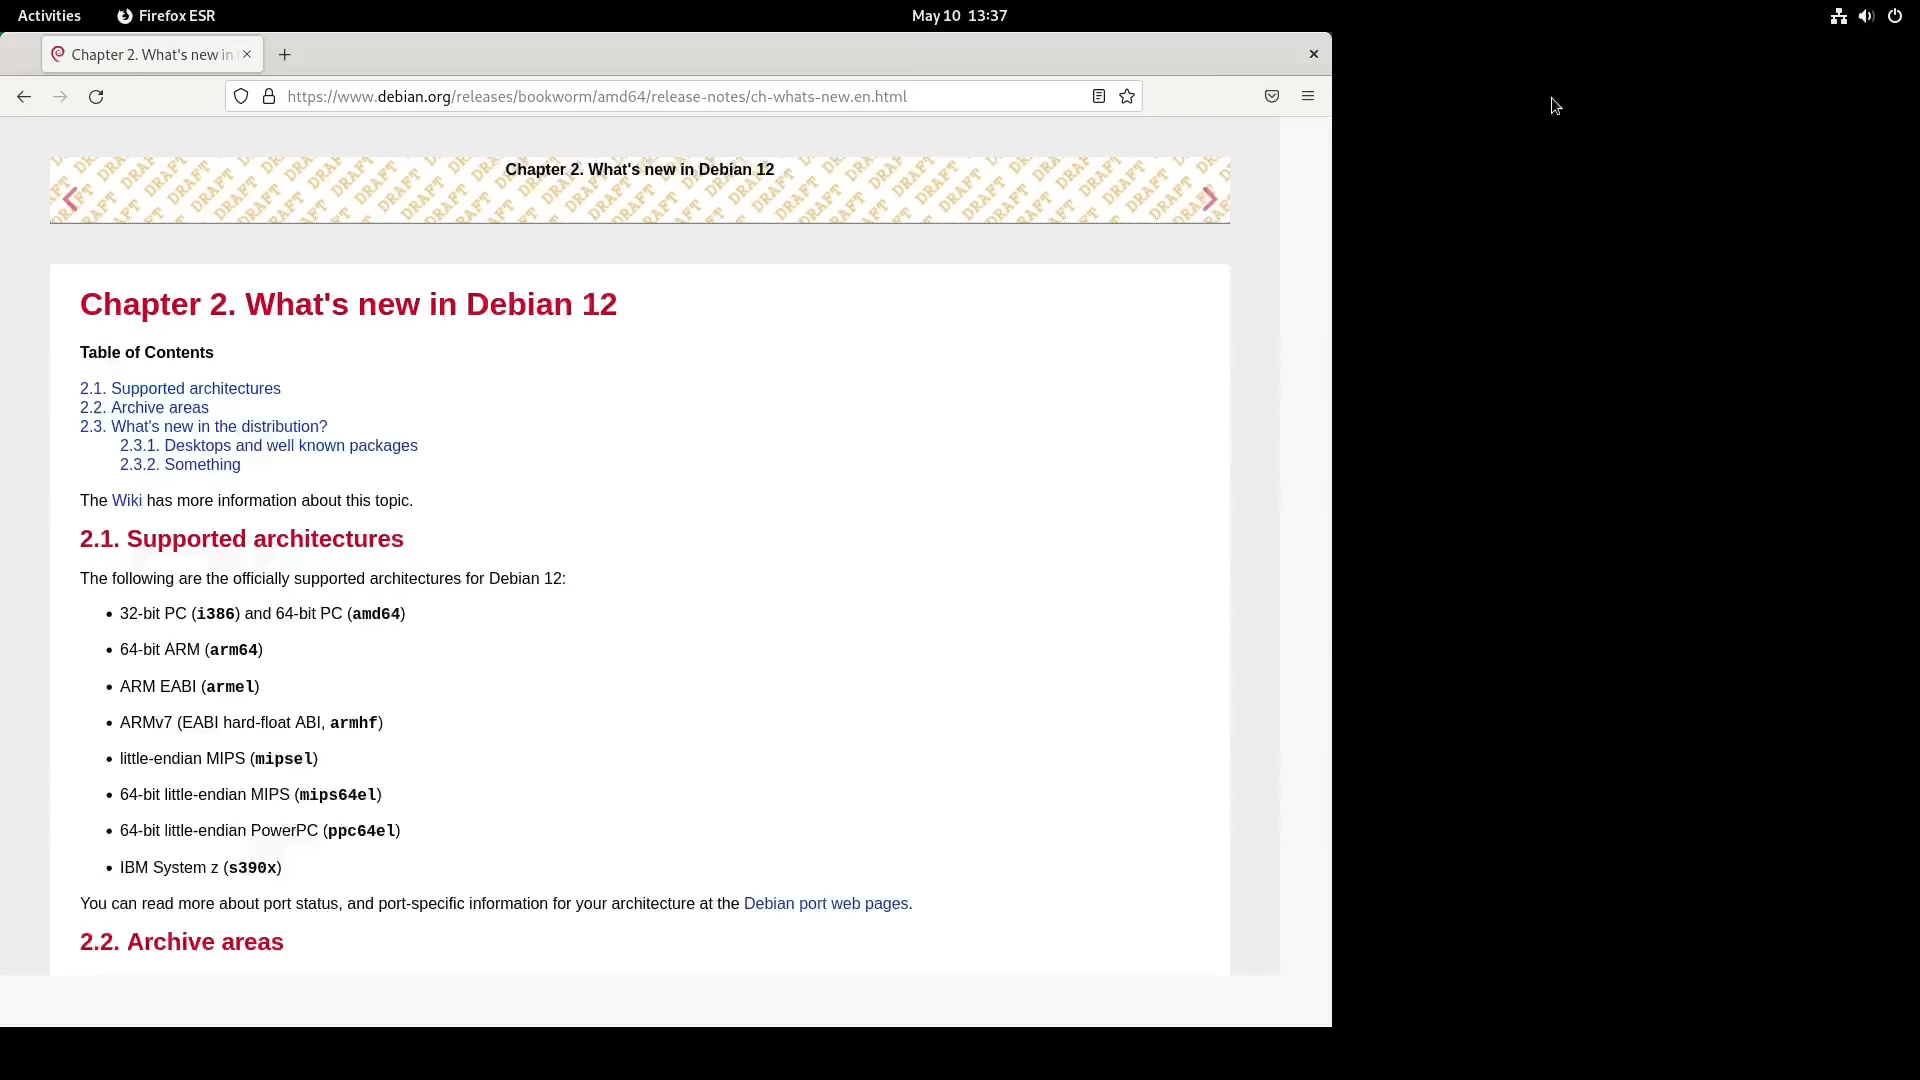 Activities
Firefox ESR
May 10 13:37
Chapter 2. What's new in
https://www.debian.org/releases/bookworm/amd64/release-notes/ch-whats-new.en.html
Chapter 2. What's new in Debian 12
DRAFT
Chapter 2. What's new in Debian 12
Table of Contents
2.1. Supported architectures
2.2. Archive areas
2.3. What's new in the distribution?
2.3.1. Desktops and well known packages
2.3.2. Something
The Wiki has more information about this topic.
2.1. Supported architectures
The following are the officially supported architectures for Debian 12:
• 32-bit PC (i386) and 64-bit PC (amd64)
• 64-bit ARM (arm64)
• ARM EABI (armel)
• ARMv7 (EABI hard-float ABI, armhf)
• little-endian MIPS (mipsel)
• 64-bit little-endian MIPS (mips64el)
• 64-bit little-endian PowerPC (ppc64el)
• IBM System z (s390x)
You can read more about port status, and port-specific information for your architecture at the Debian port web pages.
2.2. Archive areas